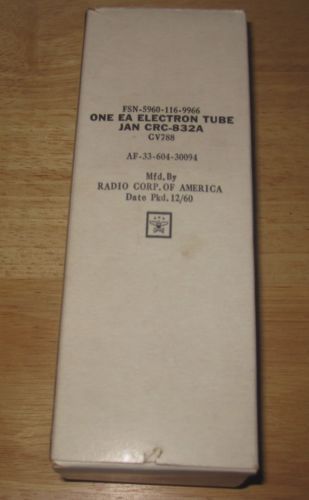 FSN-5960-116-9966
ONE EA ELECTRON TUBE
JAN CRC-832A
CV788
AF-33-604-30094
Mfd. By
RADIO CORP. OF AMERICA
Date Pkd. 12/60